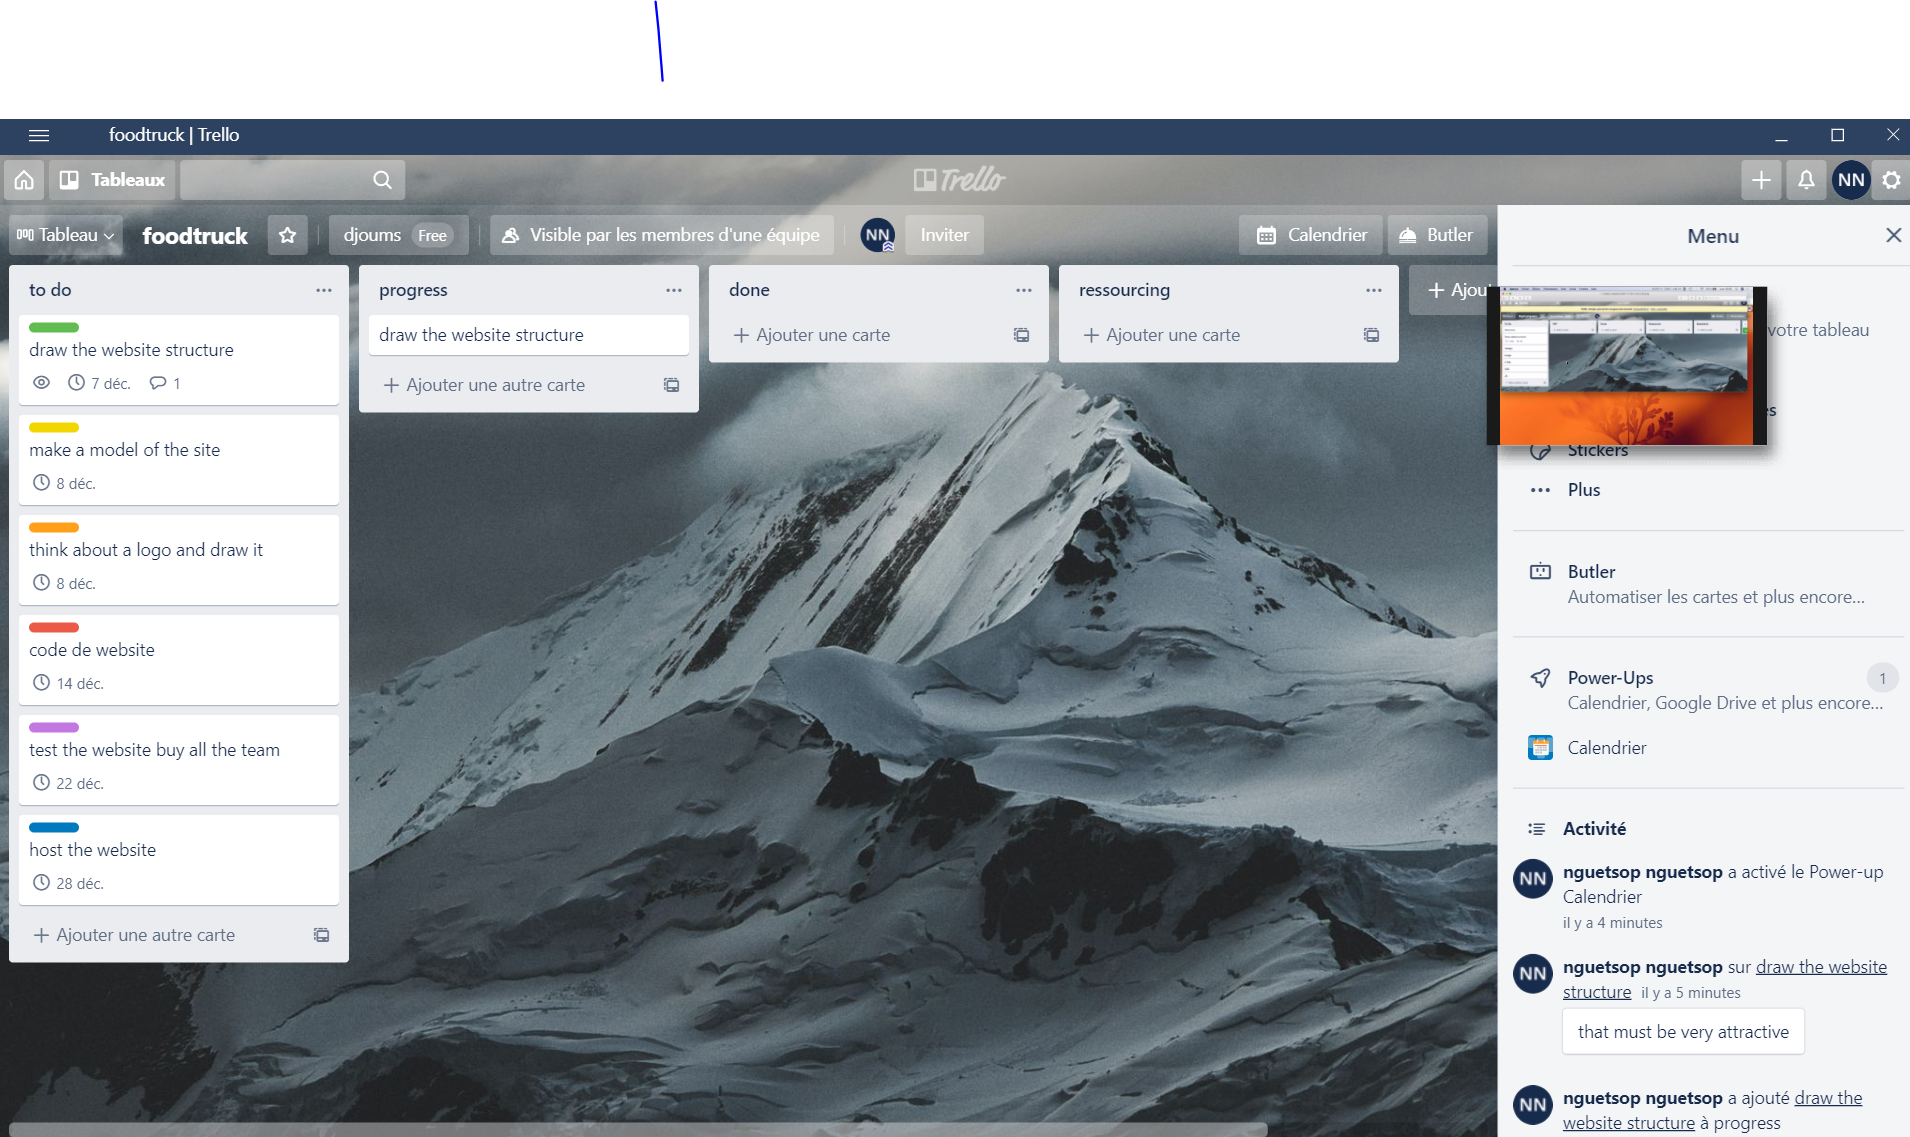 foodtruck | Trello
Tableaux
Trello
NN
Tableau
foodtruck
djoums Free
Visible par les membres d'une équipe
NN
Inviter
Calendrier
Butler
to do
draw the website structure
7 déc. 1
make a model of the site
8 déc.
think about a logo and draw it
8 déc.
code de website
14 déc.
test the website buy all the team
22 déc.
host the website
28 déc.
+ Ajouter une autre carte
progress
draw the website structure
+ Ajouter une autre carte
done
+ Ajouter une carte
ressourcing
+ Ajouter une carte
+ Ajou
Menu
votre tableau
Stickers
Plus
Butler
Automatiser les cartes et plus encore...
Power-Ups 1
Calendrier, Google Drive et plus encore...
Calendrier
Activité
NN
nguetsop nguetsop a activé le Power-up
Calendrier
il y a 4 minutes
NN
nguetsop nguetsop sur draw the website
structure il y a 5 minutes
that must be very attractive
NN
nguetsop nguetsop a ajouté draw the
website structure à progress